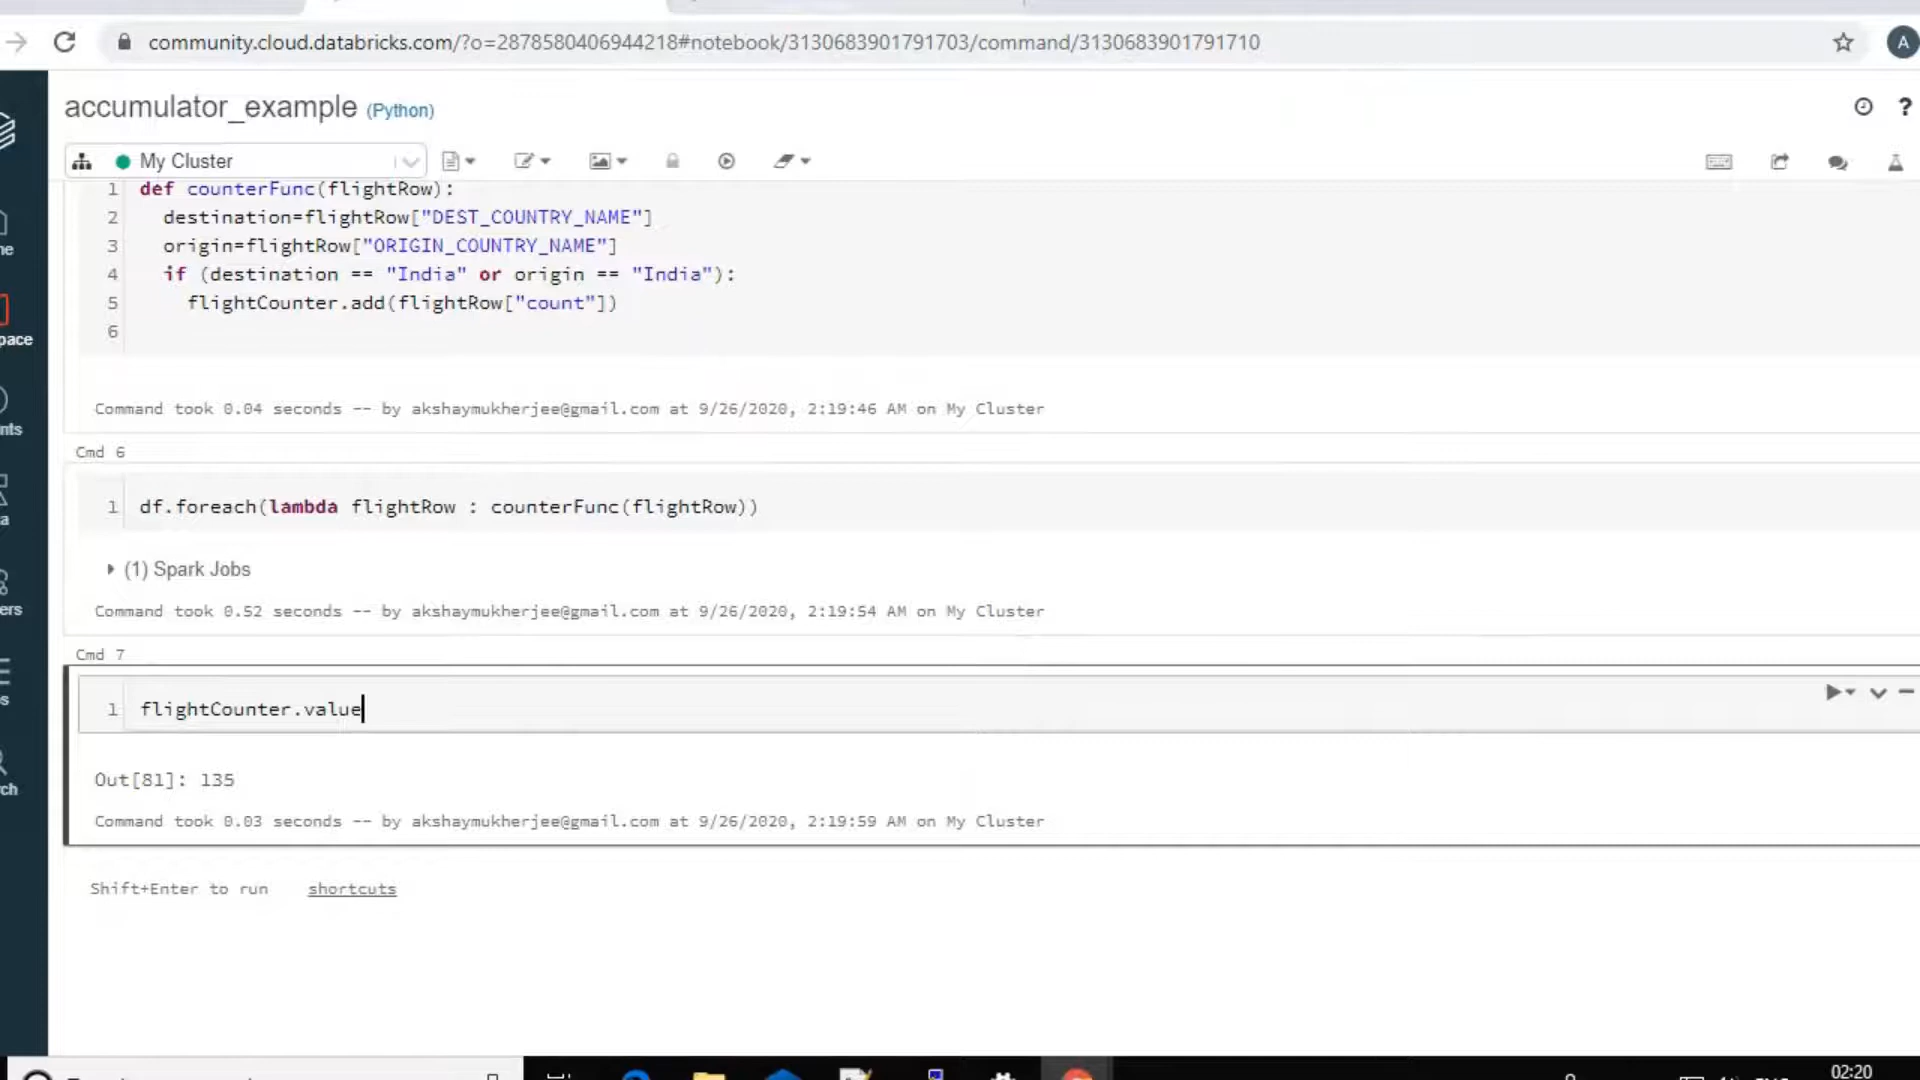 community.cloud.databricks.com/?o=2878580406944218#notebook/3130683901791703/command/3130683901791710
A
accumulator_example (Python)
?
My Cluster
1 def counterFunc(flightRow):
2 destination=flightRow["DEST_COUNTRY_NAME"]
3 origin=flightRow["ORIGIN_COUNTRY_NAME"]
4 if (destination == "India" or origin == "India"):
5 flightCounter.add(flightRow["count"])
6
Command took 0.04 seconds -- by akshaymukherjee@gmail.com at 9/26/2020, 2:19:46 AM on My Cluster
Cmd 6
1 df.foreach(lambda flightRow : counterFunc(flightRow))
(1) Spark Jobs
Command took 0.52 seconds -- by akshaymukherjee@gmail.com at 9/26/2020, 2:19:54 AM on My Cluster
Cmd 7
1 flightCounter.value
Out[81]: 135
Command took 0.03 seconds -- by akshaymukherjee@gmail.com at 9/26/2020, 2:19:59 AM on My Cluster
Shift+Enter to run shortcuts
ne
pace
nts
a
ers
s
rch
02:20